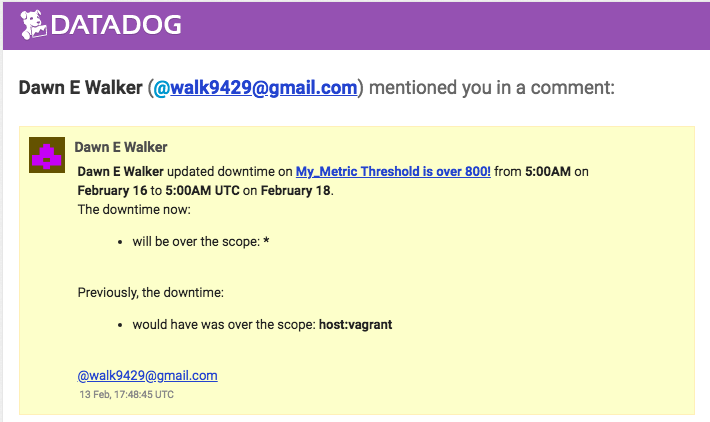 DATADOG
Dawn E Walker (@walk9429@gmail.com) mentioned you in a comment:
Dawn E Walker
Dawn E Walker updated downtime on My_Metric Threshold is over 800! from 5:00AM on
February 16 to 5:00AM UTC on February 18.
The downtime now:
• will be over the scope: *
Previously, the downtime:
• would have was over the scope: host:vagrant
@walk9429@gmail.com
13 Feb, 17:48:45 UTC